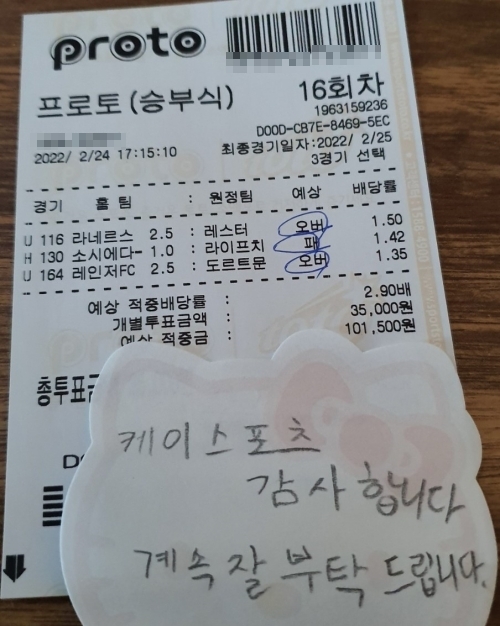 proto
프로토(승부식) 16회차
1963159236
D00D-CB7E-8469-5EC
2022/ 2/24 17:15:10 최종경기일자:2022/ 2/25
3경기 선택
경기 홈 팀 : 원정팀 예상 배당률
U 116 라네르스 2.5 : 레스터 오버 1.50
H 130 소시에다- 1.0 : 라이프치 패 1.42
U 164 레인저FC 2.5 : 도르트문 오버 1.35
예상 적중배당률 : 2.90배
개별투표금액 : 35,000원
예상 적중금 : 101,500원
총투표금
케이스포츠
감사합니다
계속 잘 부탁드립니다.